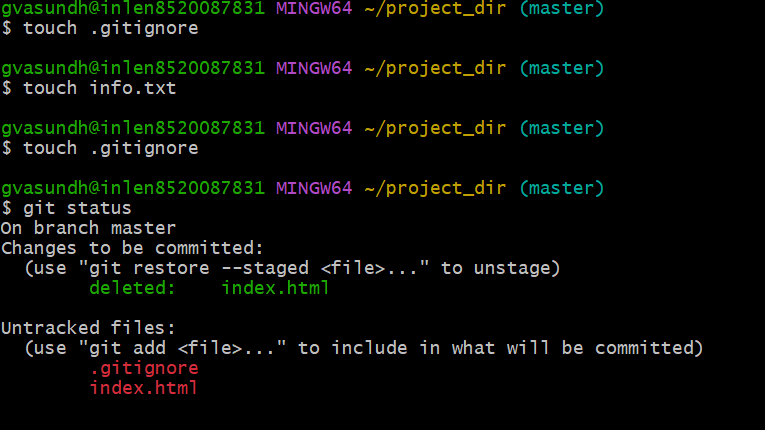 gvasundh@inlen8520087831 MINGW64 ~/project_dir (master)
$ touch .gitignore
gvasundh@inlen8520087831 MINGW64 ~/project_dir (master)
$ touch info.txt
gvasundh@inlen8520087831 MINGW64 ~/project_dir (master)
$ touch .gitignore
gvasundh@inlen8520087831 MINGW64 ~/project_dir (master)
$ git status
On branch master
Changes to be committed:
  (use "git restore --staged <file>..." to unstage)
        deleted:    index.html
Untracked files:
  (use "git add <file>..." to include in what will be committed)
        .gitignore
        index.html